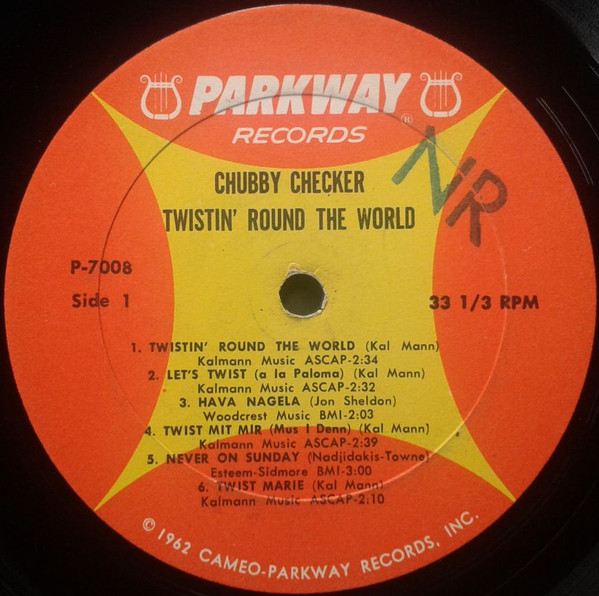 PARKWAY ®
RECORDS
NR
CHUBBY CHECKER
TWISTIN' ROUND THE WORLD
P-7008
Side 1
33 1/3 RPM
1. TWISTIN' ROUND THE WORLD (Kal Mann)
Kalmann Music ASCAP-2:34
2. LET'S TWIST (a la Paloma) (Kal Mann)
Kalmann Music ASCAP-2:32
3. HAVA NAGELA (Jon Sheldon)
Woodcrest Music BMI-2:03
4. TWIST MIT MIR (Mus I Denn) (Kal Mann)
Kalmann Music ASCAP-2:39
5. NEVER ON SUNDAY (Nadjidakis-Towne)
Esteem-Sidmore BMI-3:00
6. TWIST MARIE (Kal Mann)
Kalmann Music ASCAP-2:10
© 1962 CAMEO-PARKWAY RECORDS, INC.